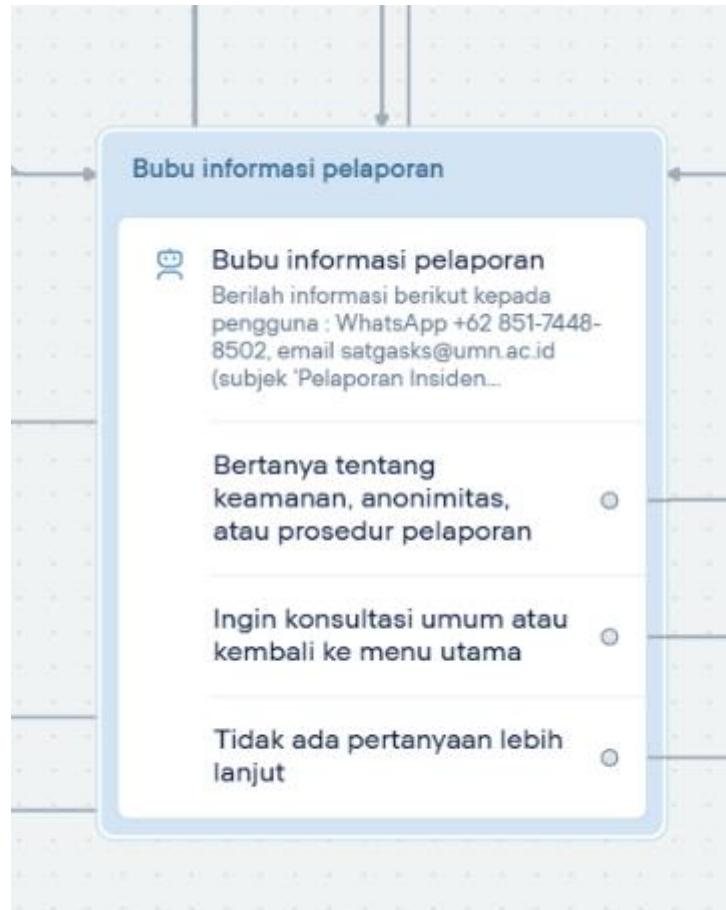 Bubu informasi pelaporan
Bubu informasi pelaporan
Berilah informasi berikut kepada
pengguna : WhatsApp +62 851-7448-
8502, email satgasks@umn.ac.id
(subjek 'Pelaporan Insiden...
Bertanya tentang
keamanan, anonimitas,
atau prosedur pelaporan
Ingin konsultasi umum atau
kembali ke menu utama
Tidak ada pertanyaan lebih
lanjut